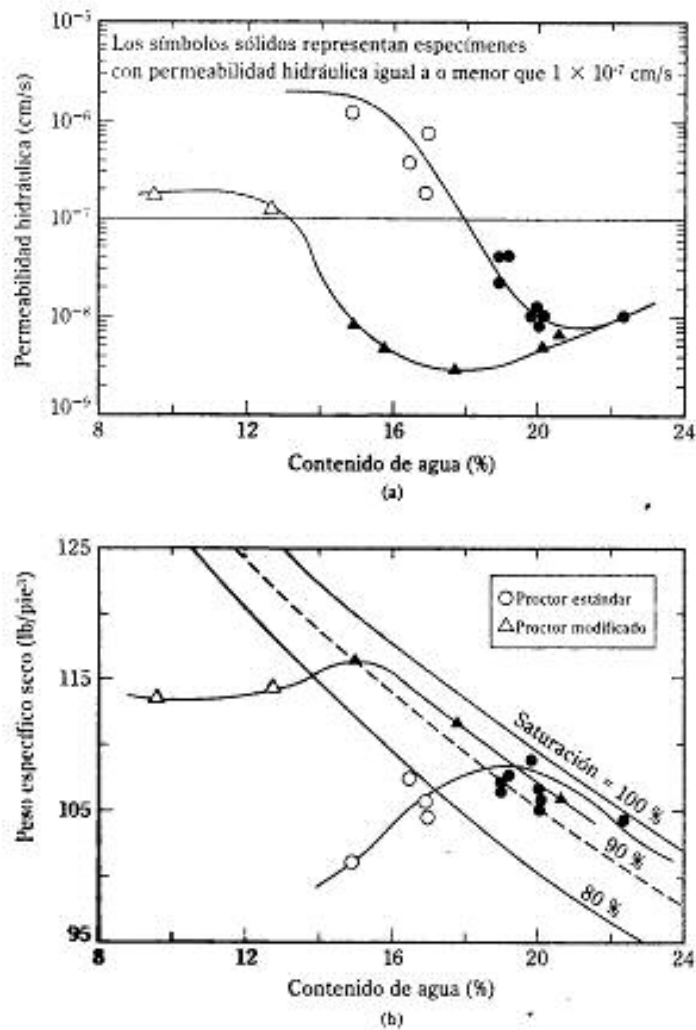 10⁻⁵
Los símbolos sólidos representan especímenes
con permeabilidad hidráulica igual a o menor que 1 × 10⁻⁷ cm/s
10⁻⁶
10⁻⁷
10⁻⁸
10⁻⁹
Permeabilidad hidráulica (cm/s)
8 12 16 20 24
Contenido de agua (%)
(a)
125
115
105
95
Peso específico seco (lb/pie³)
Proctor estándar
Proctor modificado
Saturación = 100 %
90 %
80 %
8 12 16 20 24
Contenido de agua (%)
(b)